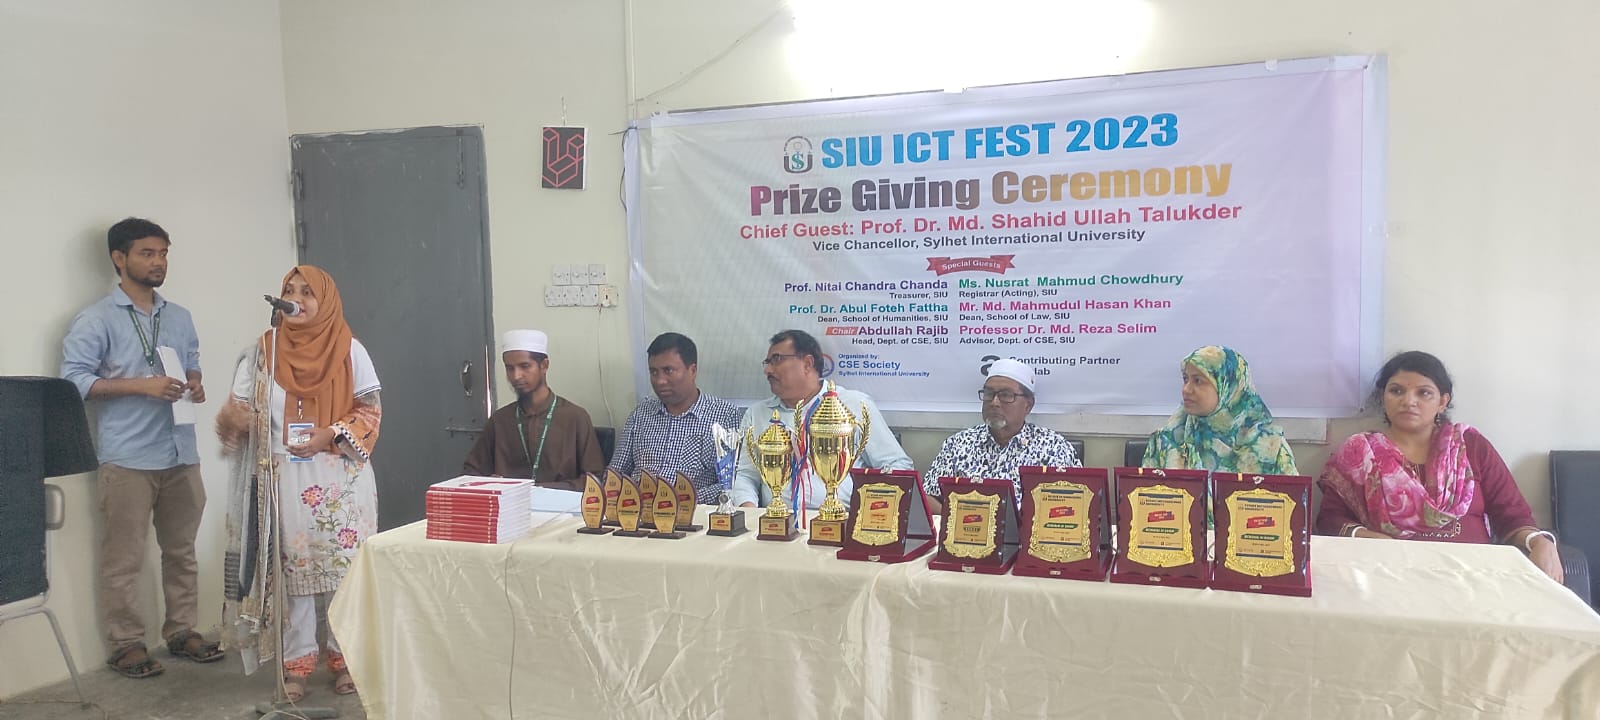 SIU ICT FEST 2023
Prize Giving Ceremony
Chief Guest: Prof. Dr. Md. Shahid Ullah Talukder
Vice Chancellor, Sylhet International University
Special Guests
Prof. Nitai Chandra Chanda
Treasurer, SIU
Ms. Nusrat Mahmud Chowdhury
Registrar (Acting), SIU
Prof. Dr. Abul Foteh Fattha
Dean, School of Humanities, SIU
Mr. Md. Mahmudul Hasan Khan
Dean, School of Law, SIU
Chair Abdullah Rajib
Head, Dept. of CSE, SIU
Professor Dr. Md. Reza Selim
Advisor, Dept. of CSE, SIU
Organized by:
CSE Society
Sylhet International University
Contributing Partner
lab